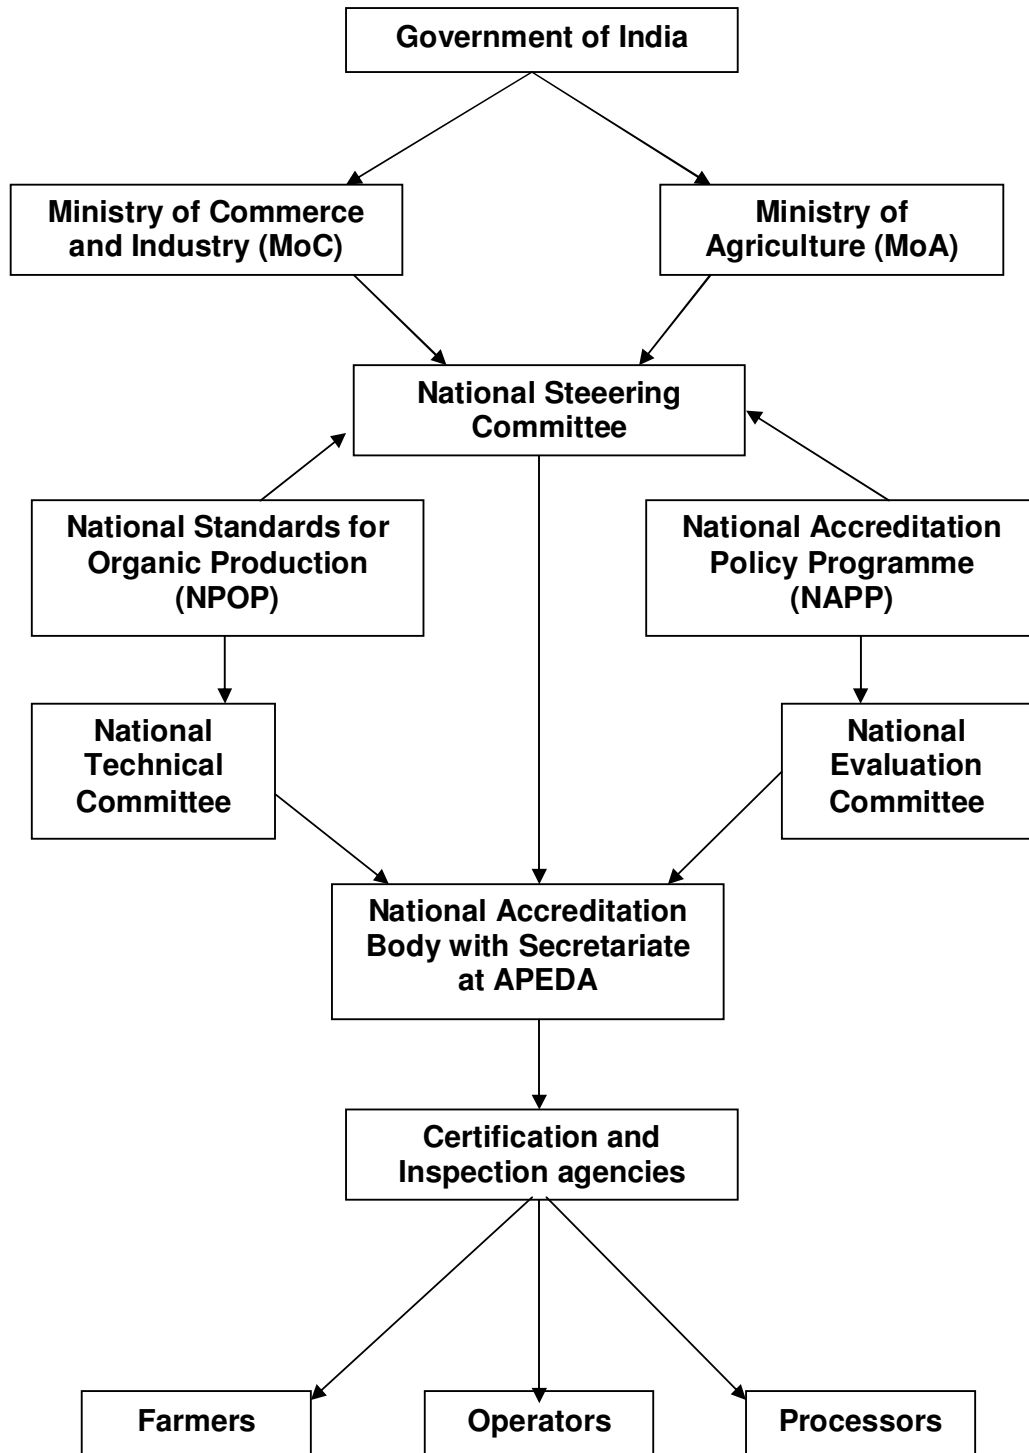 Government of India
Ministry of Commerce
and Industry (MoC)
Ministry of
Agriculture (MoA)
National Steeering
Committee
National Standards for
Organic Production
(NPOP)
National Accreditation
Policy Programme
(NAPP)
National
Technical
Committee
National
Evaluation
Committee
National Accreditation
Body with Secretariate
at APEDA
Certification and
Inspection agencies
Farmers
Operators
Processors